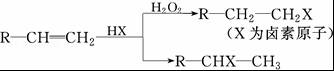 R—CH═CH₂ —HX→
H₂O₂ R—CH₂—CH₂X
(X为卤素原子)
R—CHX—CH₃